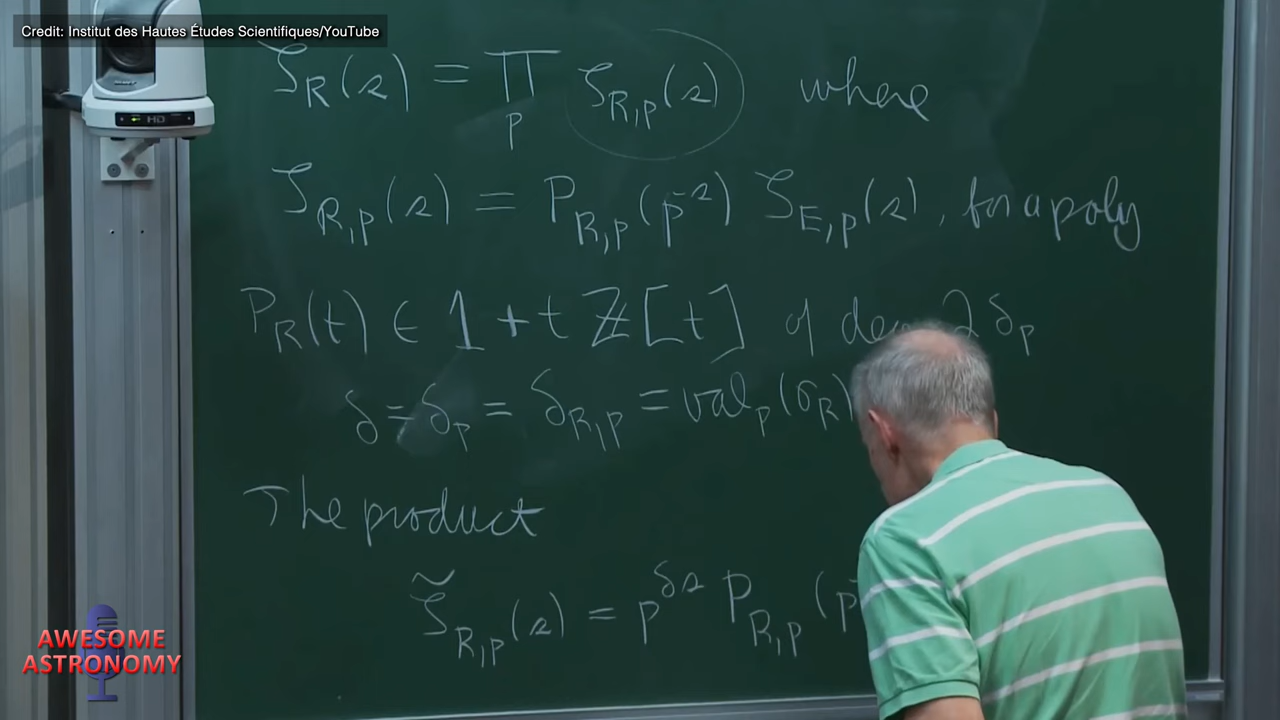 Credit: Institut des Hautes Études Scientifiques/YouTube
HD
ζ_R(s) = ∏_p ζ_{R,p}(s) where
ζ_{R,p}(s) = P_{R,p}(p^{-s}) ζ_{E,p}(s), for a poly
P_R(t) ∈ 1 + t ℤ[t] of deg 2δ_p
δ = δ_p = δ_{R,p} = val_p(σ_R)
The product
ζ̃_{R,p}(s) = p^{δs} P_{R,p}(p
AWESOME
ASTRONOMY